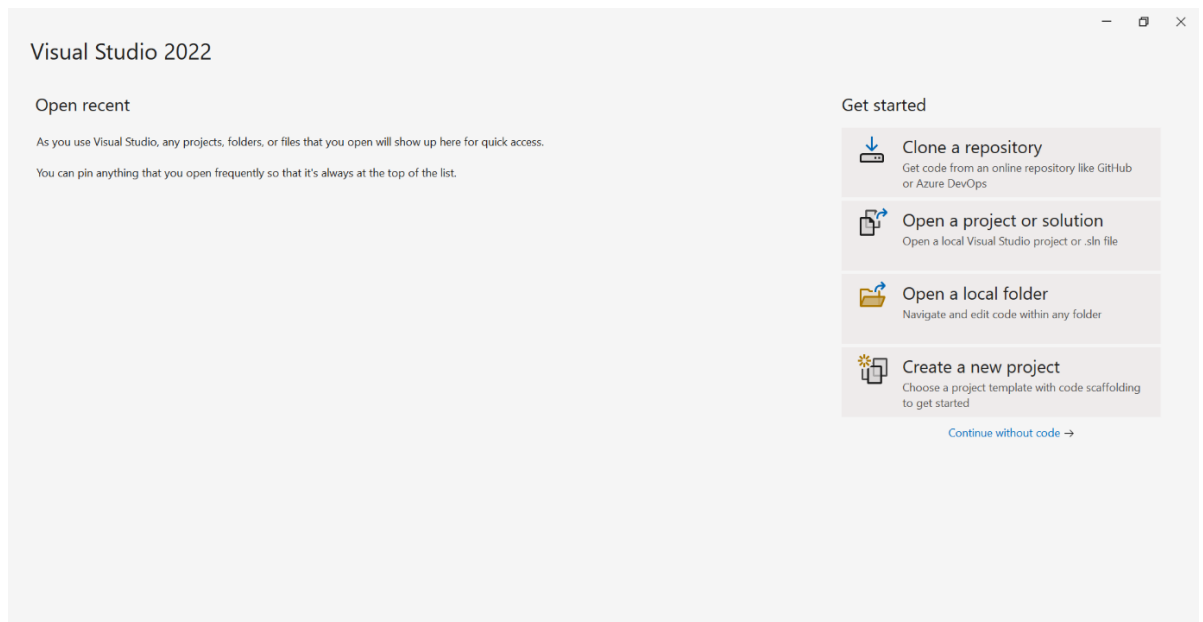 Visual Studio 2022
Open recent
As you use Visual Studio, any projects, folders, or files that you open will show up here for quick access.
You can pin anything that you open frequently so that it's always at the top of the list.
Get started
Clone a repository
Get code from an online repository like GitHub
or Azure DevOps
Open a project or solution
Open a local Visual Studio project or .sln file
Open a local folder
Navigate and edit code within any folder
Create a new project
Choose a project template with code scaffolding
to get started
Continue without code →